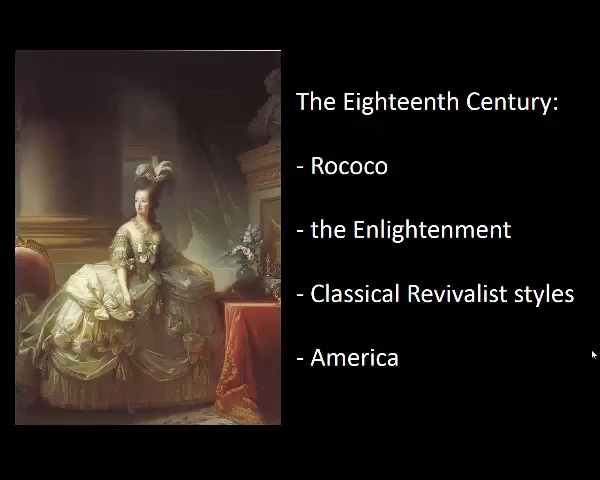 The Eighteenth Century:
- Rococo
- the Enlightenment
- Classical Revivalist styles
- America